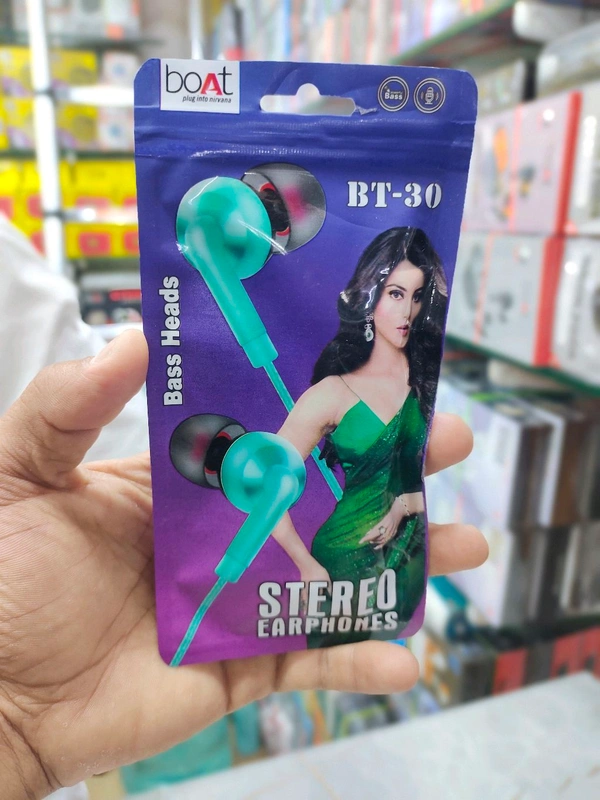 boAt
plug into nirvana
Bass
BT-30
Bass Heads
STEREO
EARPHONES